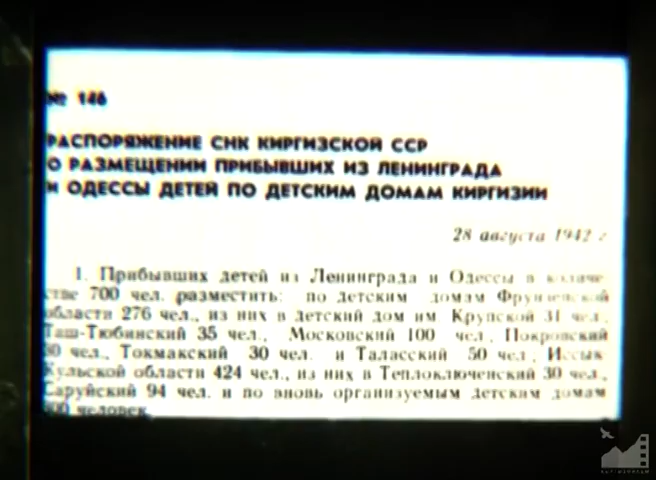 № 146
РАСПОРЯЖЕНИЕ СНК КИРГИЗСКОЙ ССР
О РАЗМЕЩЕНИИ ПРИБЫВШИХ ИЗ ЛЕНИНГРАДА
И ОДЕССЫ ДЕТЕЙ ПО ДЕТСКИМ ДОМАМ КИРГИЗИИ
28 августа 1942 г
1. Прибывших детей из Ленинграда и Одессы в количе-
стве 700 чел. разместить: по детским домам Фрунзенской
области 276 чел., из них в детский дом им Крупской 31 чел.,
Таш-Тюбинский 35 чел., Московский 100 чел., Покровский
чел., Токмакский 30 чел. и Таласский 50 чел., Иссык-
Кульской области 424 чел., из них в Теплоключенский 30 чел.,
Саруйский 94 чел. и по вновь организуемым детским домам
человек